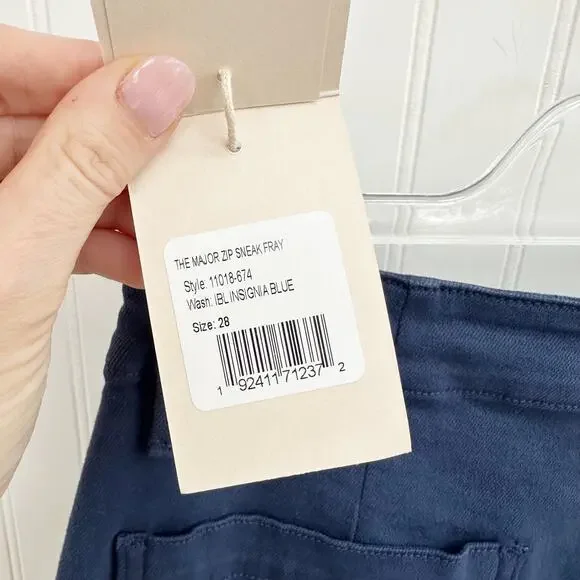 THE MAJOR ZIP SNEAK FRAY
Style: 11018-674
Wash: IBL INSIGNIA BLUE
Size: 28
1 92411 71237 2